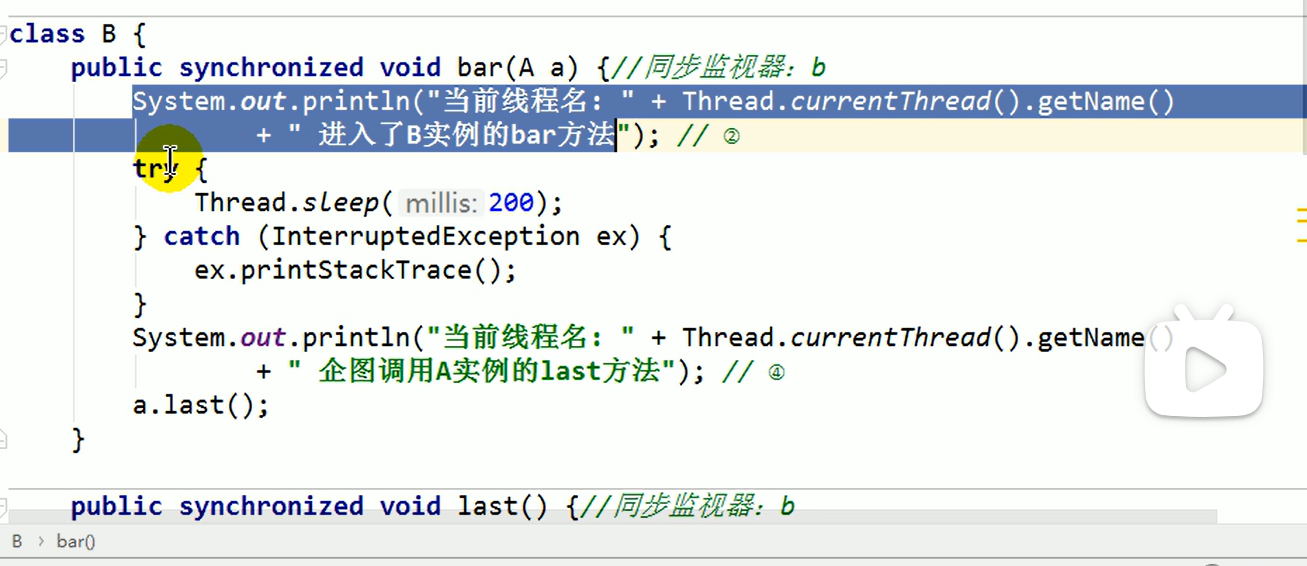 class B {
public synchronized void bar(A a) {//同步监视器：b
System.out.println("当前线程名：" + Thread.currentThread().getName()
+ " 进入了B实例的bar方法"); // ②
try {
Thread.sleep( millis: 200);
} catch (InterruptedException ex) {
ex.printStackTrace();
}
System.out.println("当前线程名：" + Thread.currentThread().getName()
+ " 企图调用A实例的last方法"); // ④
a.last();
}
public synchronized void last() {//同步监视器：b
B › bar()